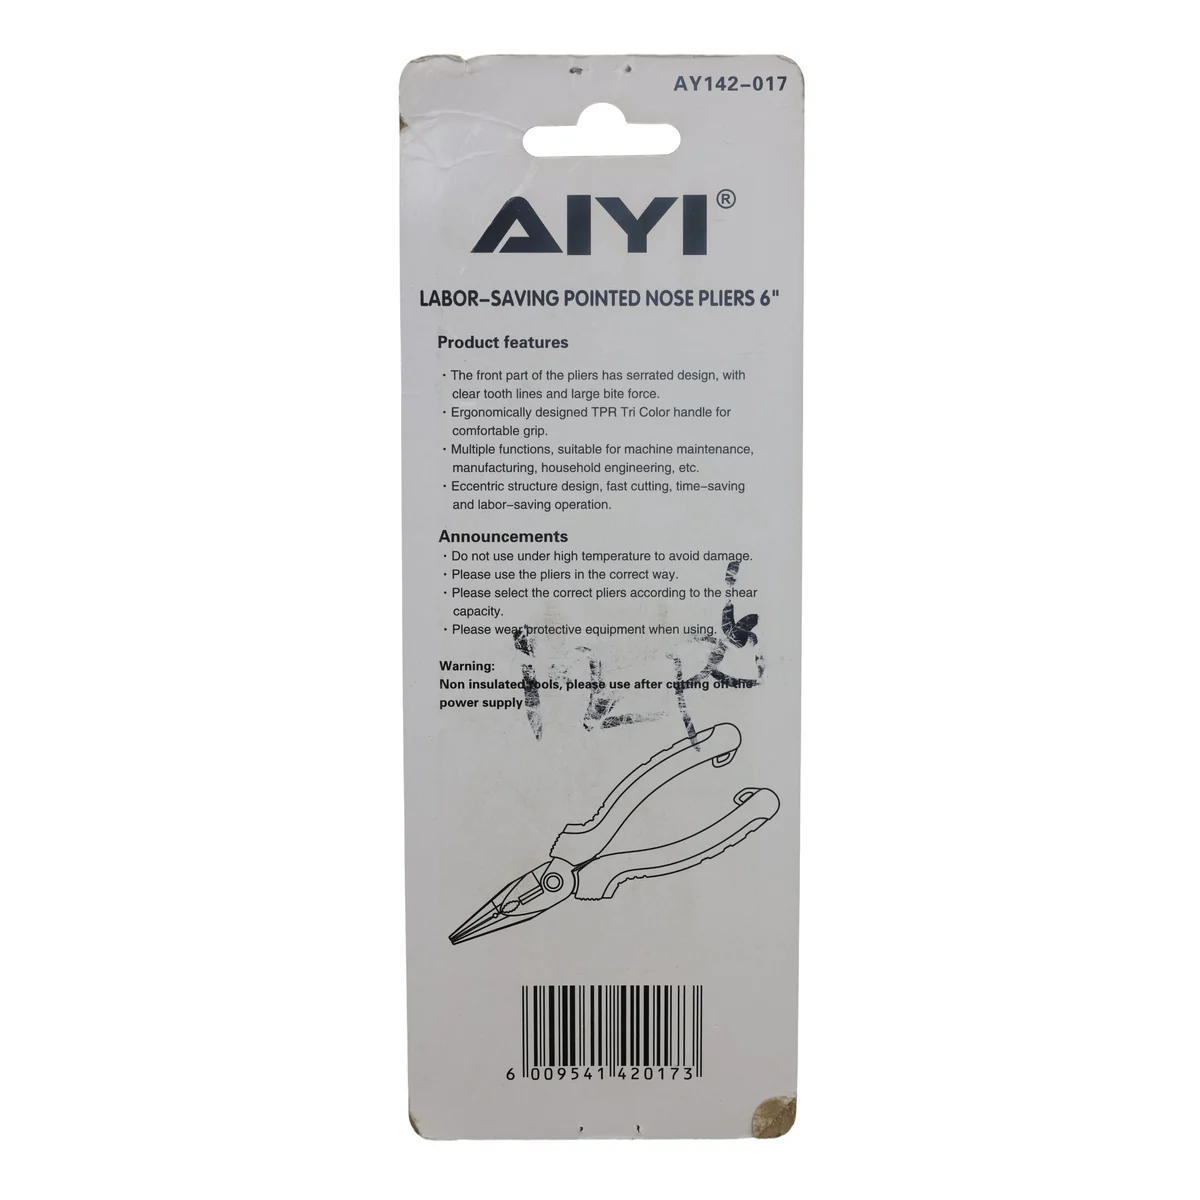 AY142-017
AIYI®
LABOR-SAVING POINTED NOSE PLIERS 6"
Product features
· The front part of the pliers has serrated design, with
clear tooth lines and large bite force.
· Ergonomically designed TPR Tri Color handle for
comfortable grip.
· Multiple functions, suitable for machine maintenance,
manufacturing, household engineering, etc.
· Eccentric structure design, fast cutting, time-saving
and labor-saving operation.
Announcements
· Do not use under high temperature to avoid damage.
· Please use the pliers in the correct way.
· Please select the correct pliers according to the shear
capacity.
· Please wear protective equipment when using.
Warning:
Non insulated tools, please use after cutting off the
power supply
6 009541 420173